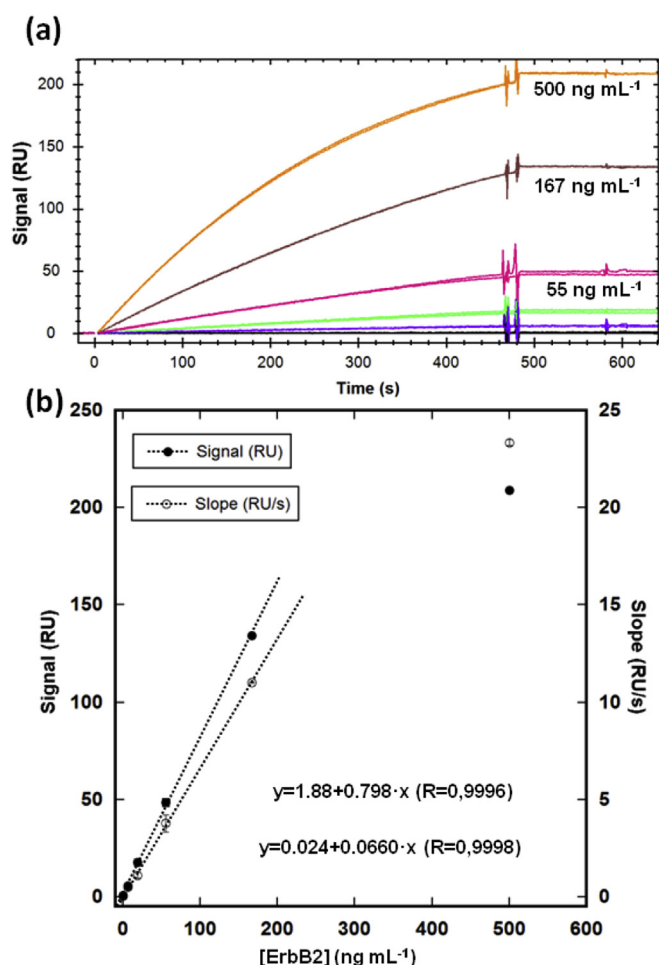 (a)
200
150
100
50
0
Signal (RU)
500 ng mL⁻¹
167 ng mL⁻¹
55 ng mL⁻¹
0 100 200 300 400 500 600
Time (s)
(b)
250
200
150
100
50
0
Signal (RU)
25
20
15
10
5
0
Slope (RU/s)
Signal (RU)
Slope (RU/s)
y=1.88+0.798·x (R=0,9996)
y=0.024+0.0660·x (R=0,9998)
0 100 200 300 400 500 600
[ErbB2] (ng mL⁻¹)